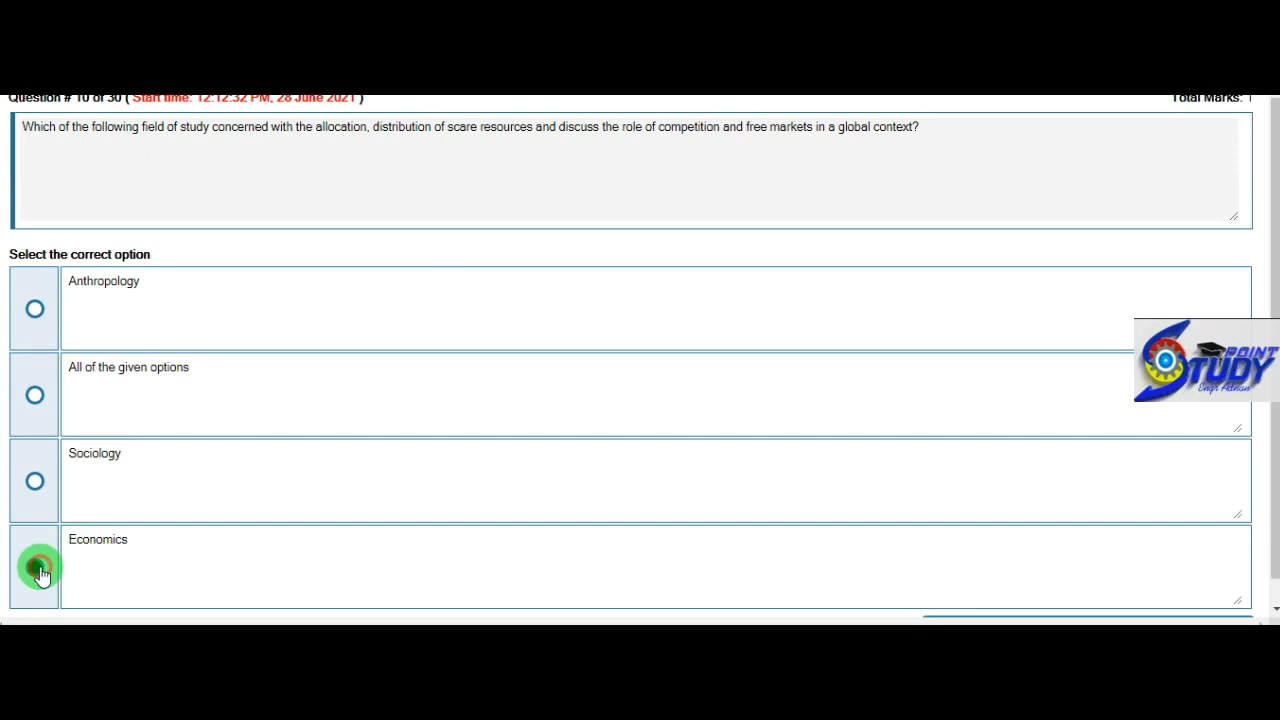 Question # 10 of 30 ( Start time: 12:12:32 PM, 28 June 2021 )
Total Marks: 1
Which of the following field of study concerned with the allocation, distribution of scare resources and discuss the role of competition and free markets in a global context?
Select the correct option
Anthropology
All of the given options
Sociology
Economics
POINT
STUDY
Engr Adnan